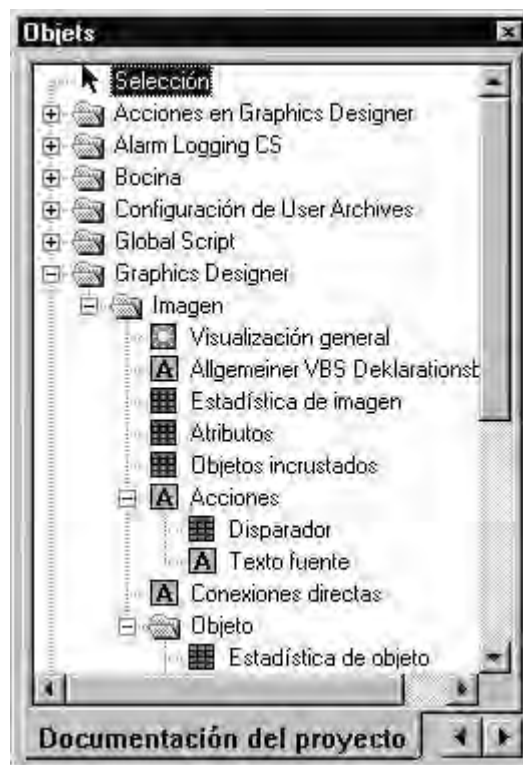 Objets
Selección
Acciones en Graphics Designer
Alarm Logging CS
Bocina
Configuración de User Archives
Global Script
Graphics Designer
Imagen
Visualización general
A Allgemeiner VBS Deklarationsb
Estadística de imagen
Atributos
Objetos incrustados
A Acciones
Disparador
A Texto fuente
A Conexiones directas
Objeto
Estadística de objeto
Documentación del proyecto